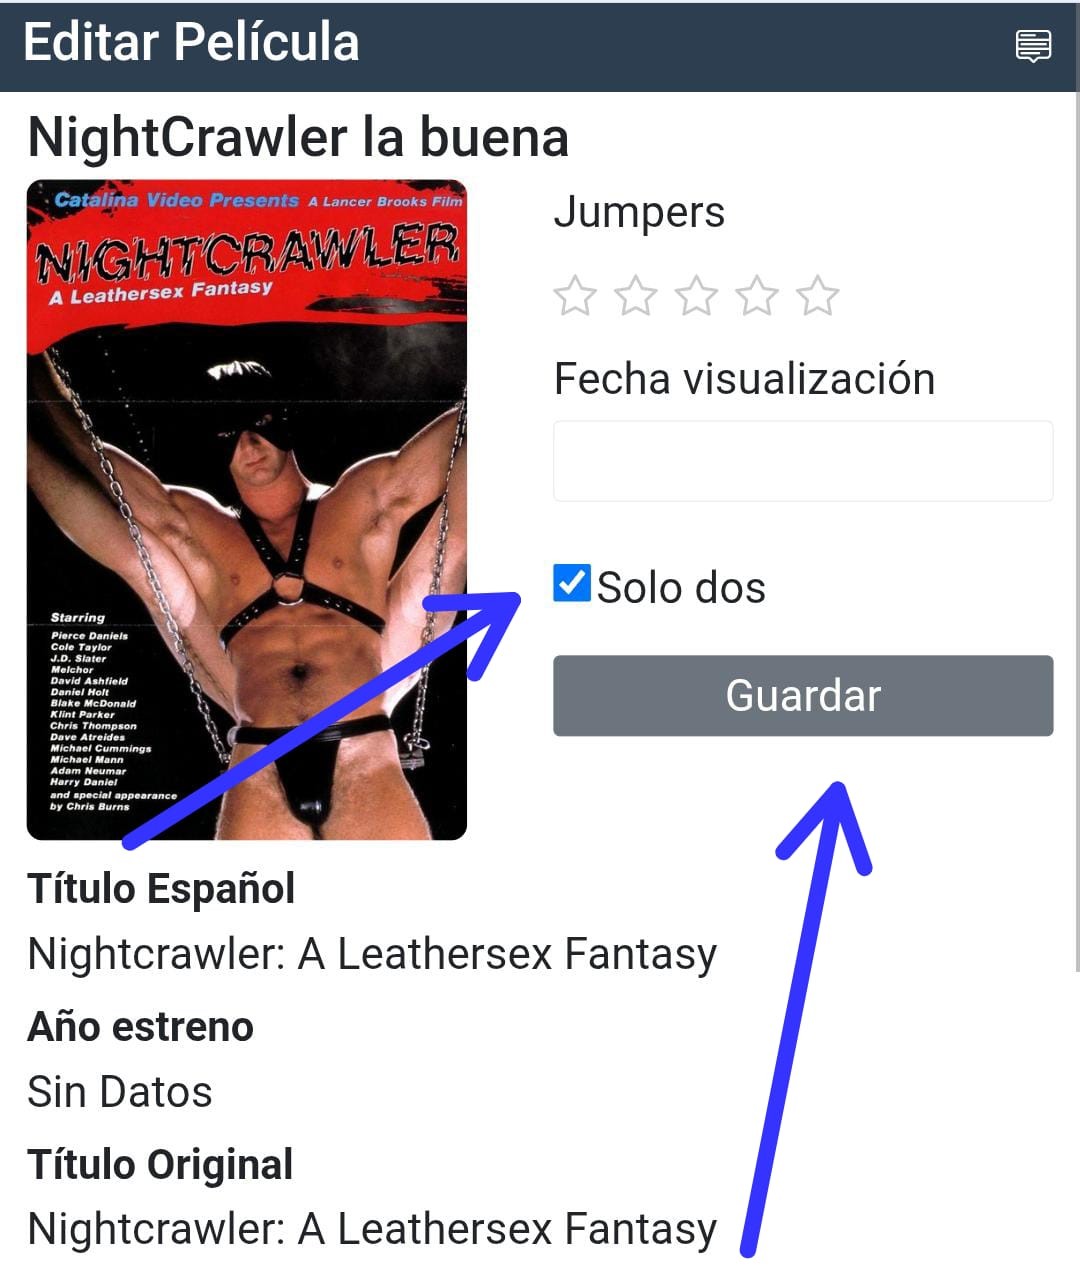 Editar Película
NightCrawler la buena
Catalina Video Presents A Lancer Brooks Film
NIGHTCRAWLER
A Leathersex Fantasy
Starring
Pierce Daniels
Cole Taylor
J.D. Slater
Melchor
David Ashfield
Daniel Holt
Blake McDonald
Klint Parker
Chris Thompson
Dave Atreides
Michael Cummings
Michael Mann
Adam Neumar
Harry Daniel
and special appearance
by Chris Burns
Jumpers
Fecha visualización
Solo dos
Guardar
Título Español
Nightcrawler: A Leathersex Fantasy
Año estreno
Sin Datos
Título Original
Nightcrawler: A Leathersex Fantasy